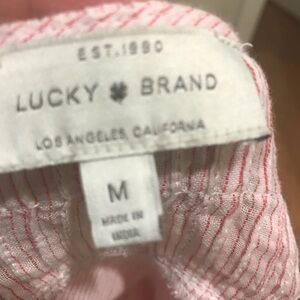 EST. 1990
LUCKY BRAND
LOS ANGELES, CALIFORNIA
M
MADE IN
INDIA